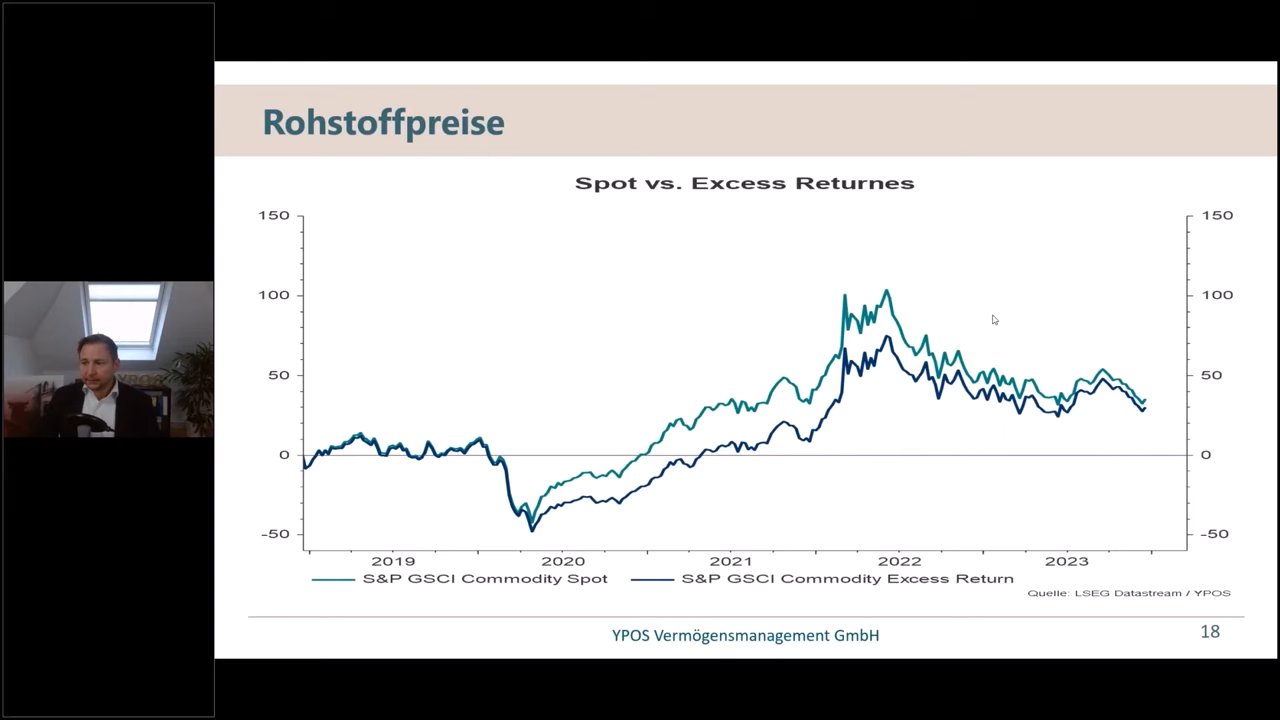 Rohstoffpreise
Spot vs. Excess Returnes
150 150
100 100
50 50
0 0
-50 -50
2019 2020 2021 2022 2023
S&P GSCI Commodity Spot S&P GSCI Commodity Excess Return
Quelle: LSEG Datastream / YPOS
YPOS Vermögensmanagement GmbH
18
YPOS